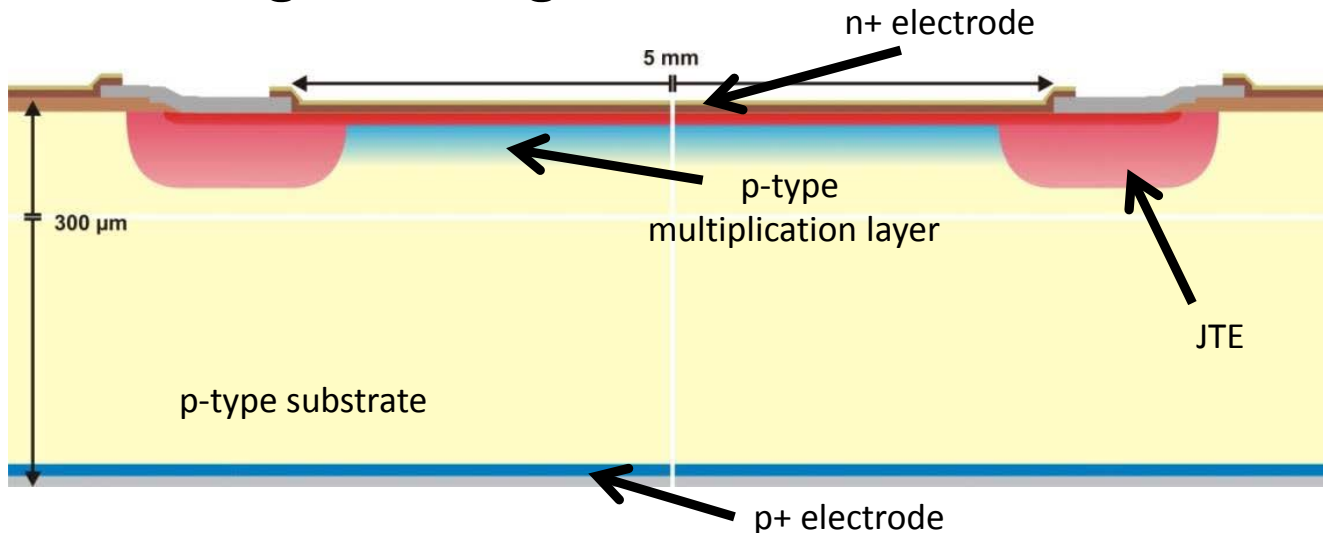 n+ electrode
5 mm
p-type
multiplication layer
300 µm
JTE
p-type substrate
p+ electrode